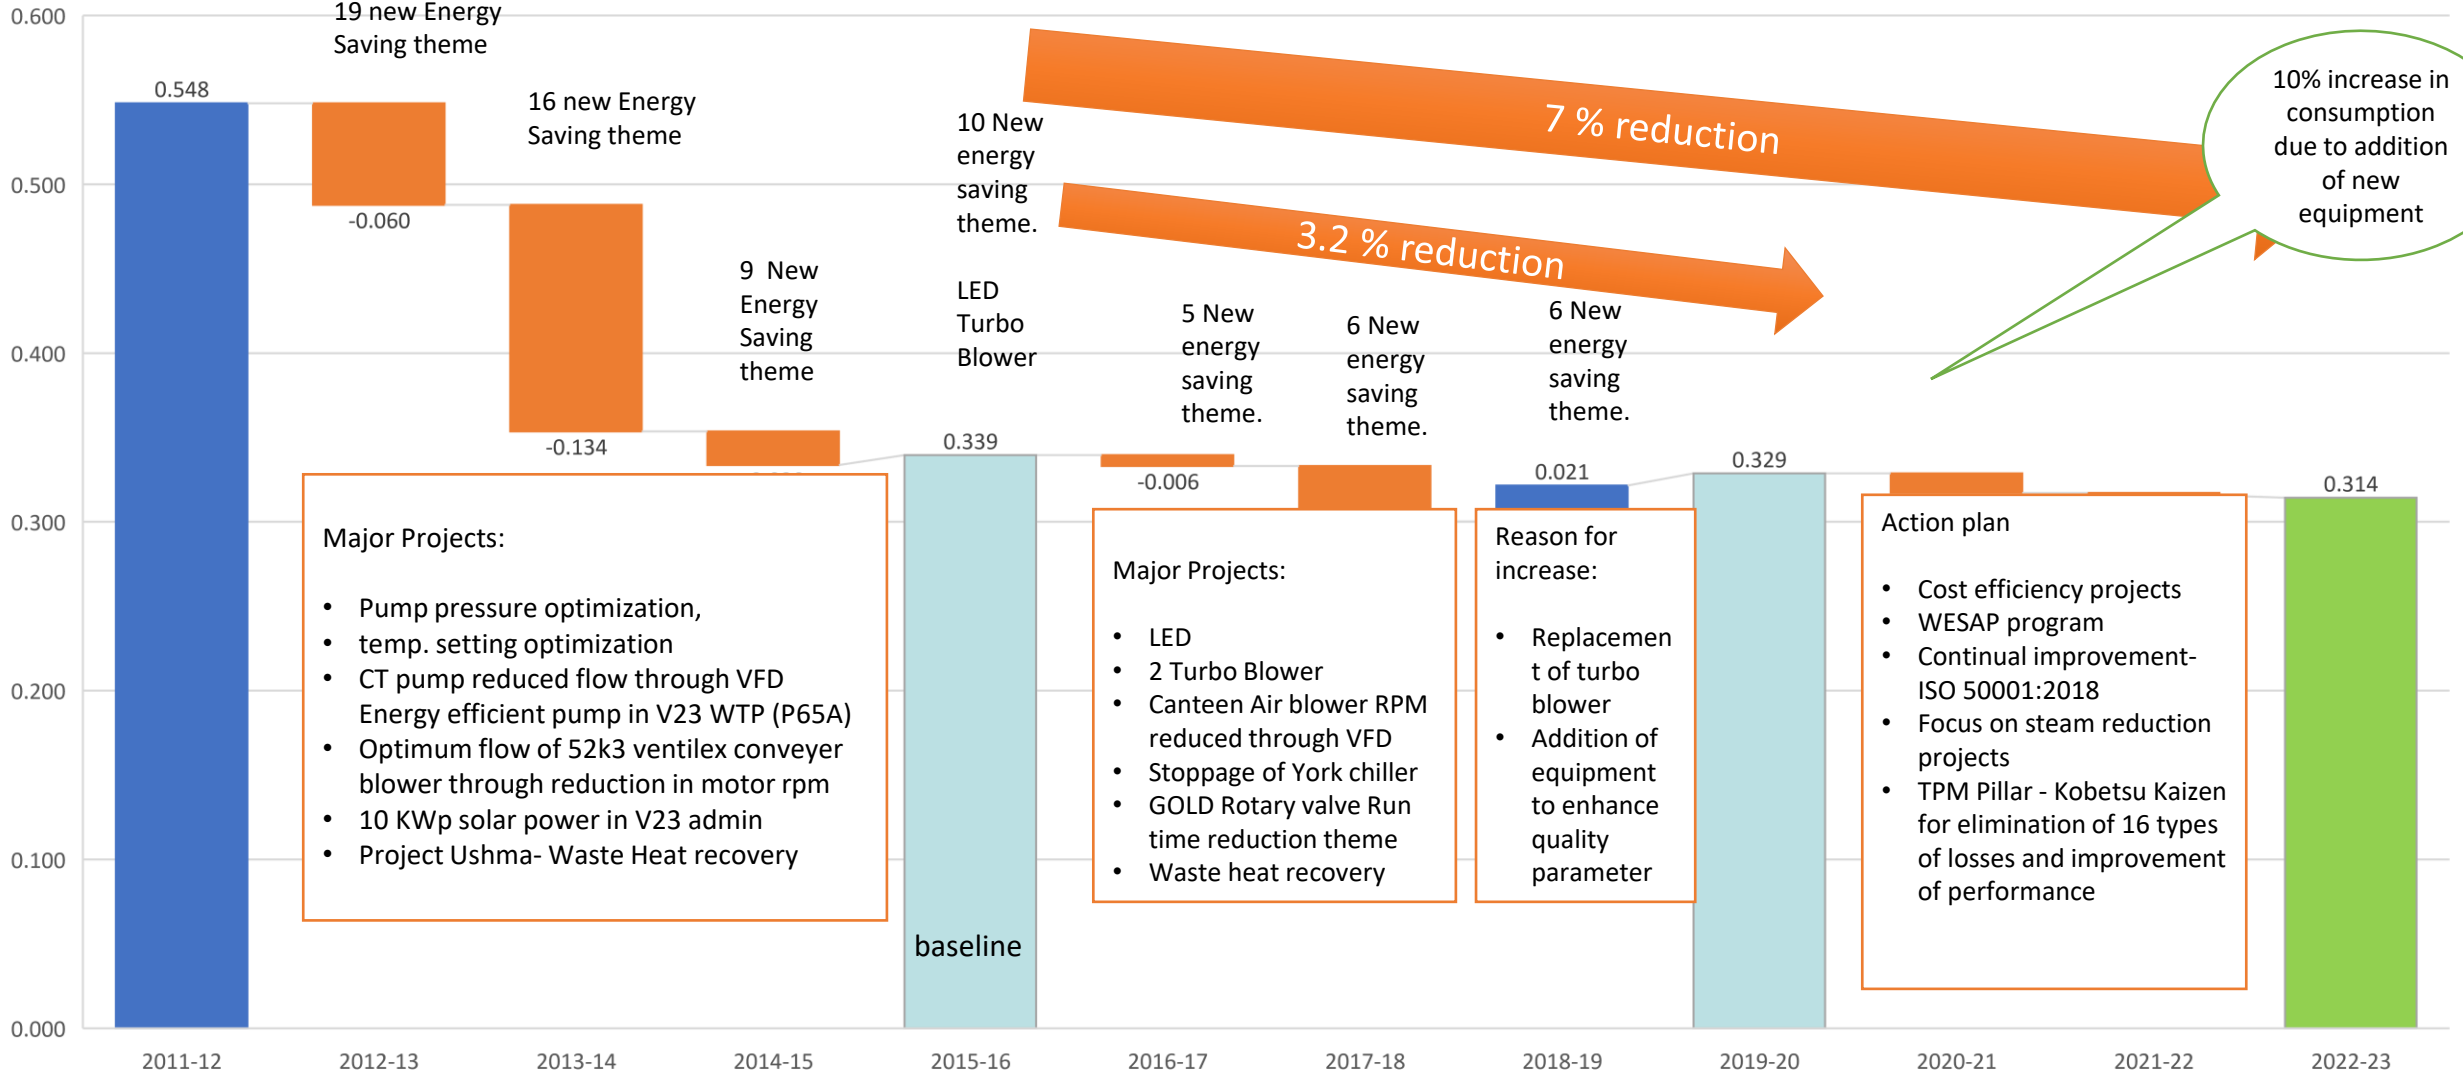 0.600
0.500
0.400
0.300
0.200
0.100
0.000
19 new Energy
Saving theme
0.548
-0.060
16 new Energy
Saving theme
-0.134
9  New
Energy
Saving
theme
10 New
energy
saving
theme.
LED
Turbo
Blower
0.339
baseline
7 % reduction
3.2 % reduction
10% increase in
consumption
due to addition
of new
equipment
5 New
energy
saving
theme.
-0.006
6 New
energy
saving
theme.
6 New
energy
saving
theme.
0.021
0.329
0.314
Major Projects:
• Pump pressure optimization,
• temp. setting optimization
• CT pump reduced flow through VFD
Energy efficient pump in V23 WTP (P65A)
• Optimum flow of 52k3 ventilex conveyer
blower through reduction in motor rpm
• 10 KWp solar power in V23 admin
• Project Ushma- Waste Heat recovery
Major Projects:
• LED
• 2 Turbo Blower
• Canteen Air blower RPM
reduced through VFD
• Stoppage of York chiller
• GOLD Rotary valve Run
time reduction theme
• Waste heat recovery
Reason for
increase:
• Replacemen
t of turbo
blower
• Addition of
equipment
to enhance
quality
parameter
Action plan
• Cost efficiency projects
• WESAP program
• Continual improvement-
ISO 50001:2018
• Focus on steam reduction
projects
• TPM Pillar - Kobetsu Kaizen
for elimination of 16 types
of losses and improvement
of performance
2011-12
2012-13
2013-14
2014-15
2015-16
2016-17
2017-18
2018-19
2019-20
2020-21
2021-22
2022-23